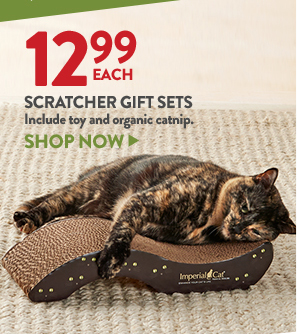 12.99
EACH
SCRATCHER GIFT SETS
Include toy and organic catnip.
SHOP NOW
Imperial Cat